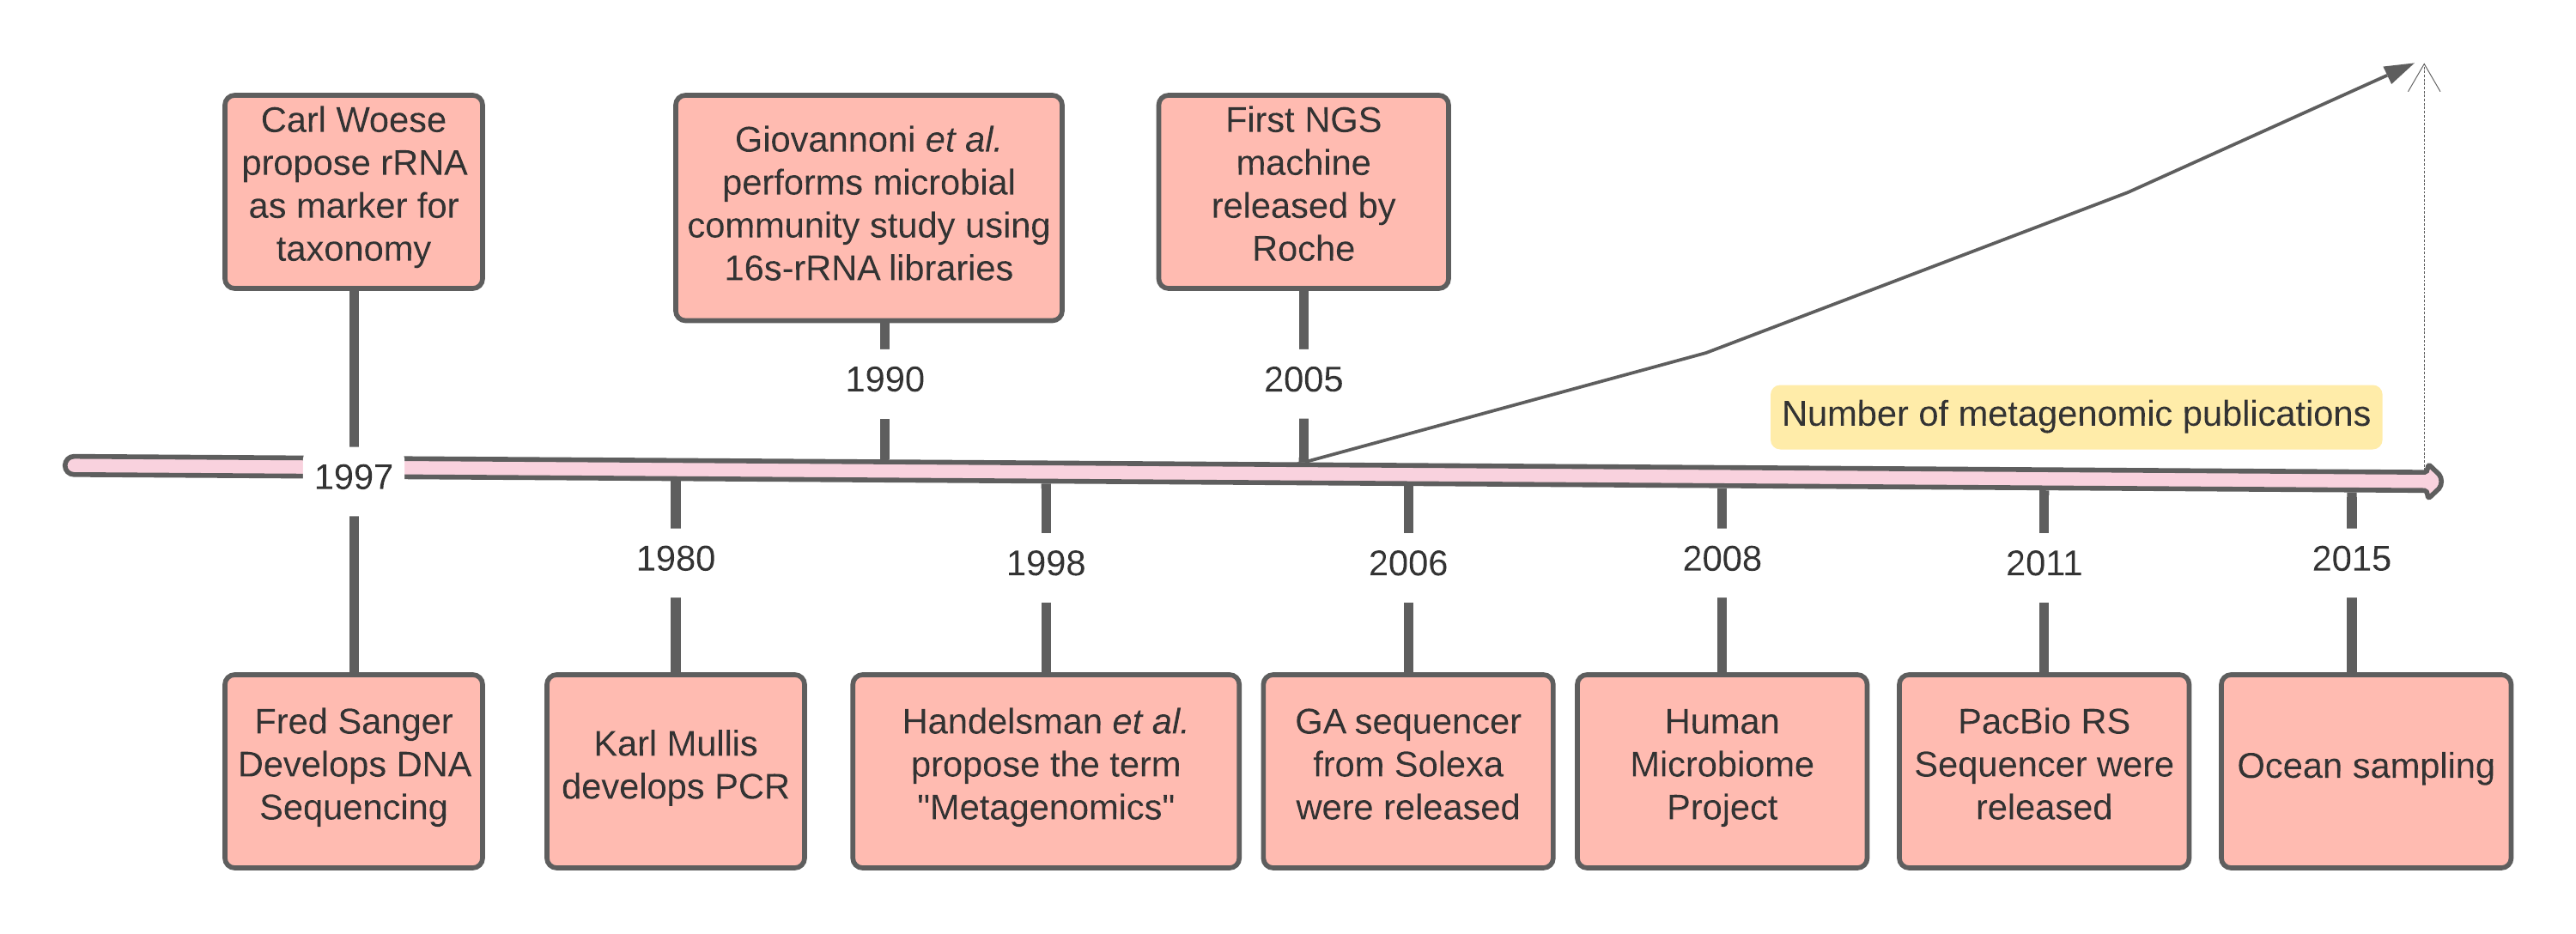 Carl Woese
propose rRNA
as marker for
taxonomy
Giovannoni et al.
performs microbial
community study using
16s-rRNA libraries
First NGS
machine
released by
Roche
1990
2005
Number of metagenomic publications
1997
1980
1998
2006
2008
2011
2015
Fred Sanger
Develops DNA
Sequencing
Karl Mullis
develops PCR
Handelsman et al.
propose the term
"Metagenomics"
GA sequencer
from Solexa
were released
Human
Microbiome
Project
PacBio RS
Sequencer were
released
Ocean sampling